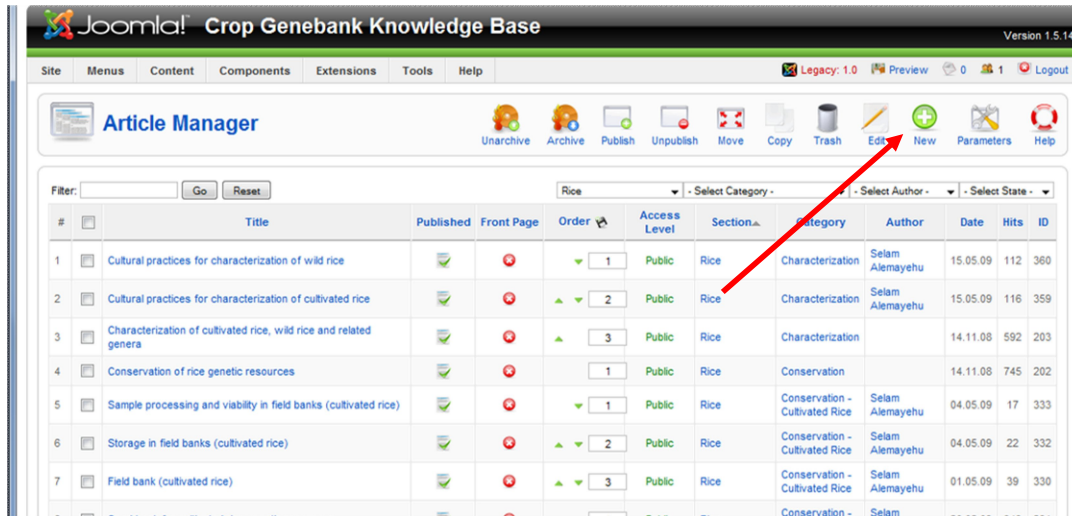 Joomla! Crop Genebank Knowledge Base
Version 1.5.14
Site Menus Content Components Extensions Tools Help Legacy: 1.0 Preview 0 1 Logout
Article Manager
Unarchive Archive Publish Unpublish Move Copy Trash Edit New Parameters Help
Filter: Go Reset Rice - Select Category - - Select Author - - Select State -
# Title Published Front Page Order Access Level Section Category Author Date Hits ID
1 Cultural practices for characterization of wild rice 1 Public Rice Characterization Selam Alemayehu 15.05.09 112 360
2 Cultural practices for characterization of cultivated rice 2 Public Rice Characterization Selam Alemayehu 15.05.09 116 359
3 Characterization of cultivated rice, wild rice and related genera 3 Public Rice Characterization 14.11.08 592 203
4 Conservation of rice genetic resources 1 Public Rice Conservation 14.11.08 745 202
5 Sample processing and viability in field banks (cultivated rice) 1 Public Rice Conservation - Cultivated Rice Selam Alemayehu 04.05.09 17 333
6 Storage in field banks (cultivated rice) 2 Public Rice Conservation - Cultivated Rice Selam Alemayehu 04.05.09 22 332
7 Field bank (cultivated rice) 3 Public Rice Conservation - Cultivated Rice Selam Alemayehu 01.05.09 39 330
Conservation - Selam